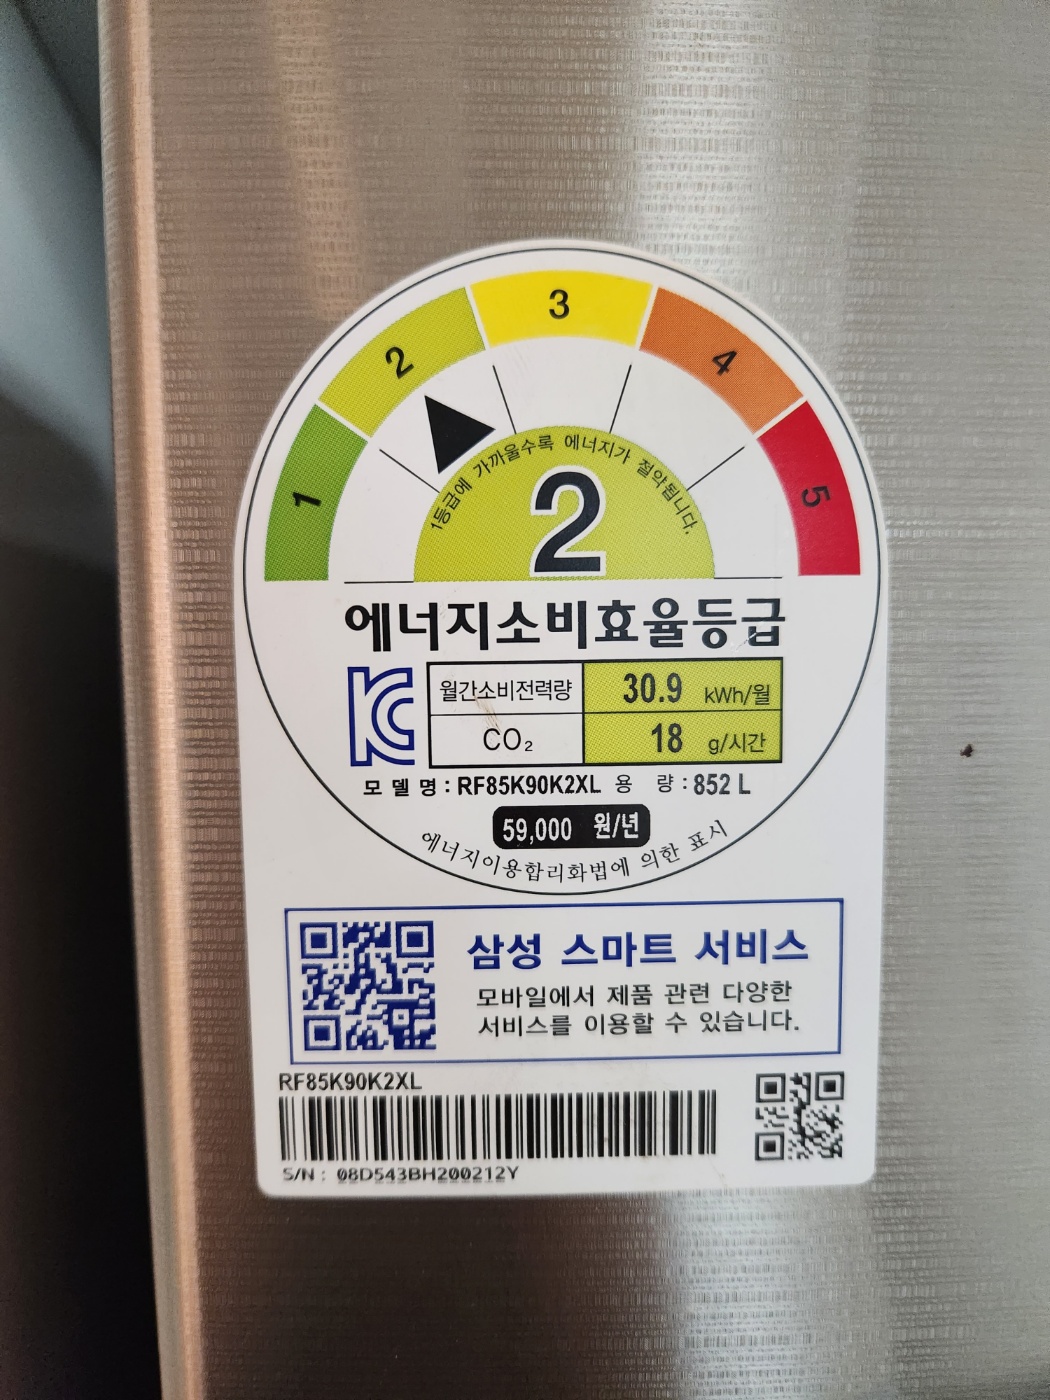 1
2
3
4
5
1등급에 가까울수록 에너지가 절약됩니다.
2
에너지소비효율등급
월간소비전력량 30.9 kWh/월
CO₂ 18 g/시간
모델명 : RF85K90K2XL 용 량 : 852 L
59,000 원/년
에너지이용합리화법에 의한 표시
삼성 스마트 서비스
모바일에서 제품 관련 다양한
서비스를 이용할 수 있습니다.
RF85K90K2XL
S/N : 08D543BH200212Y